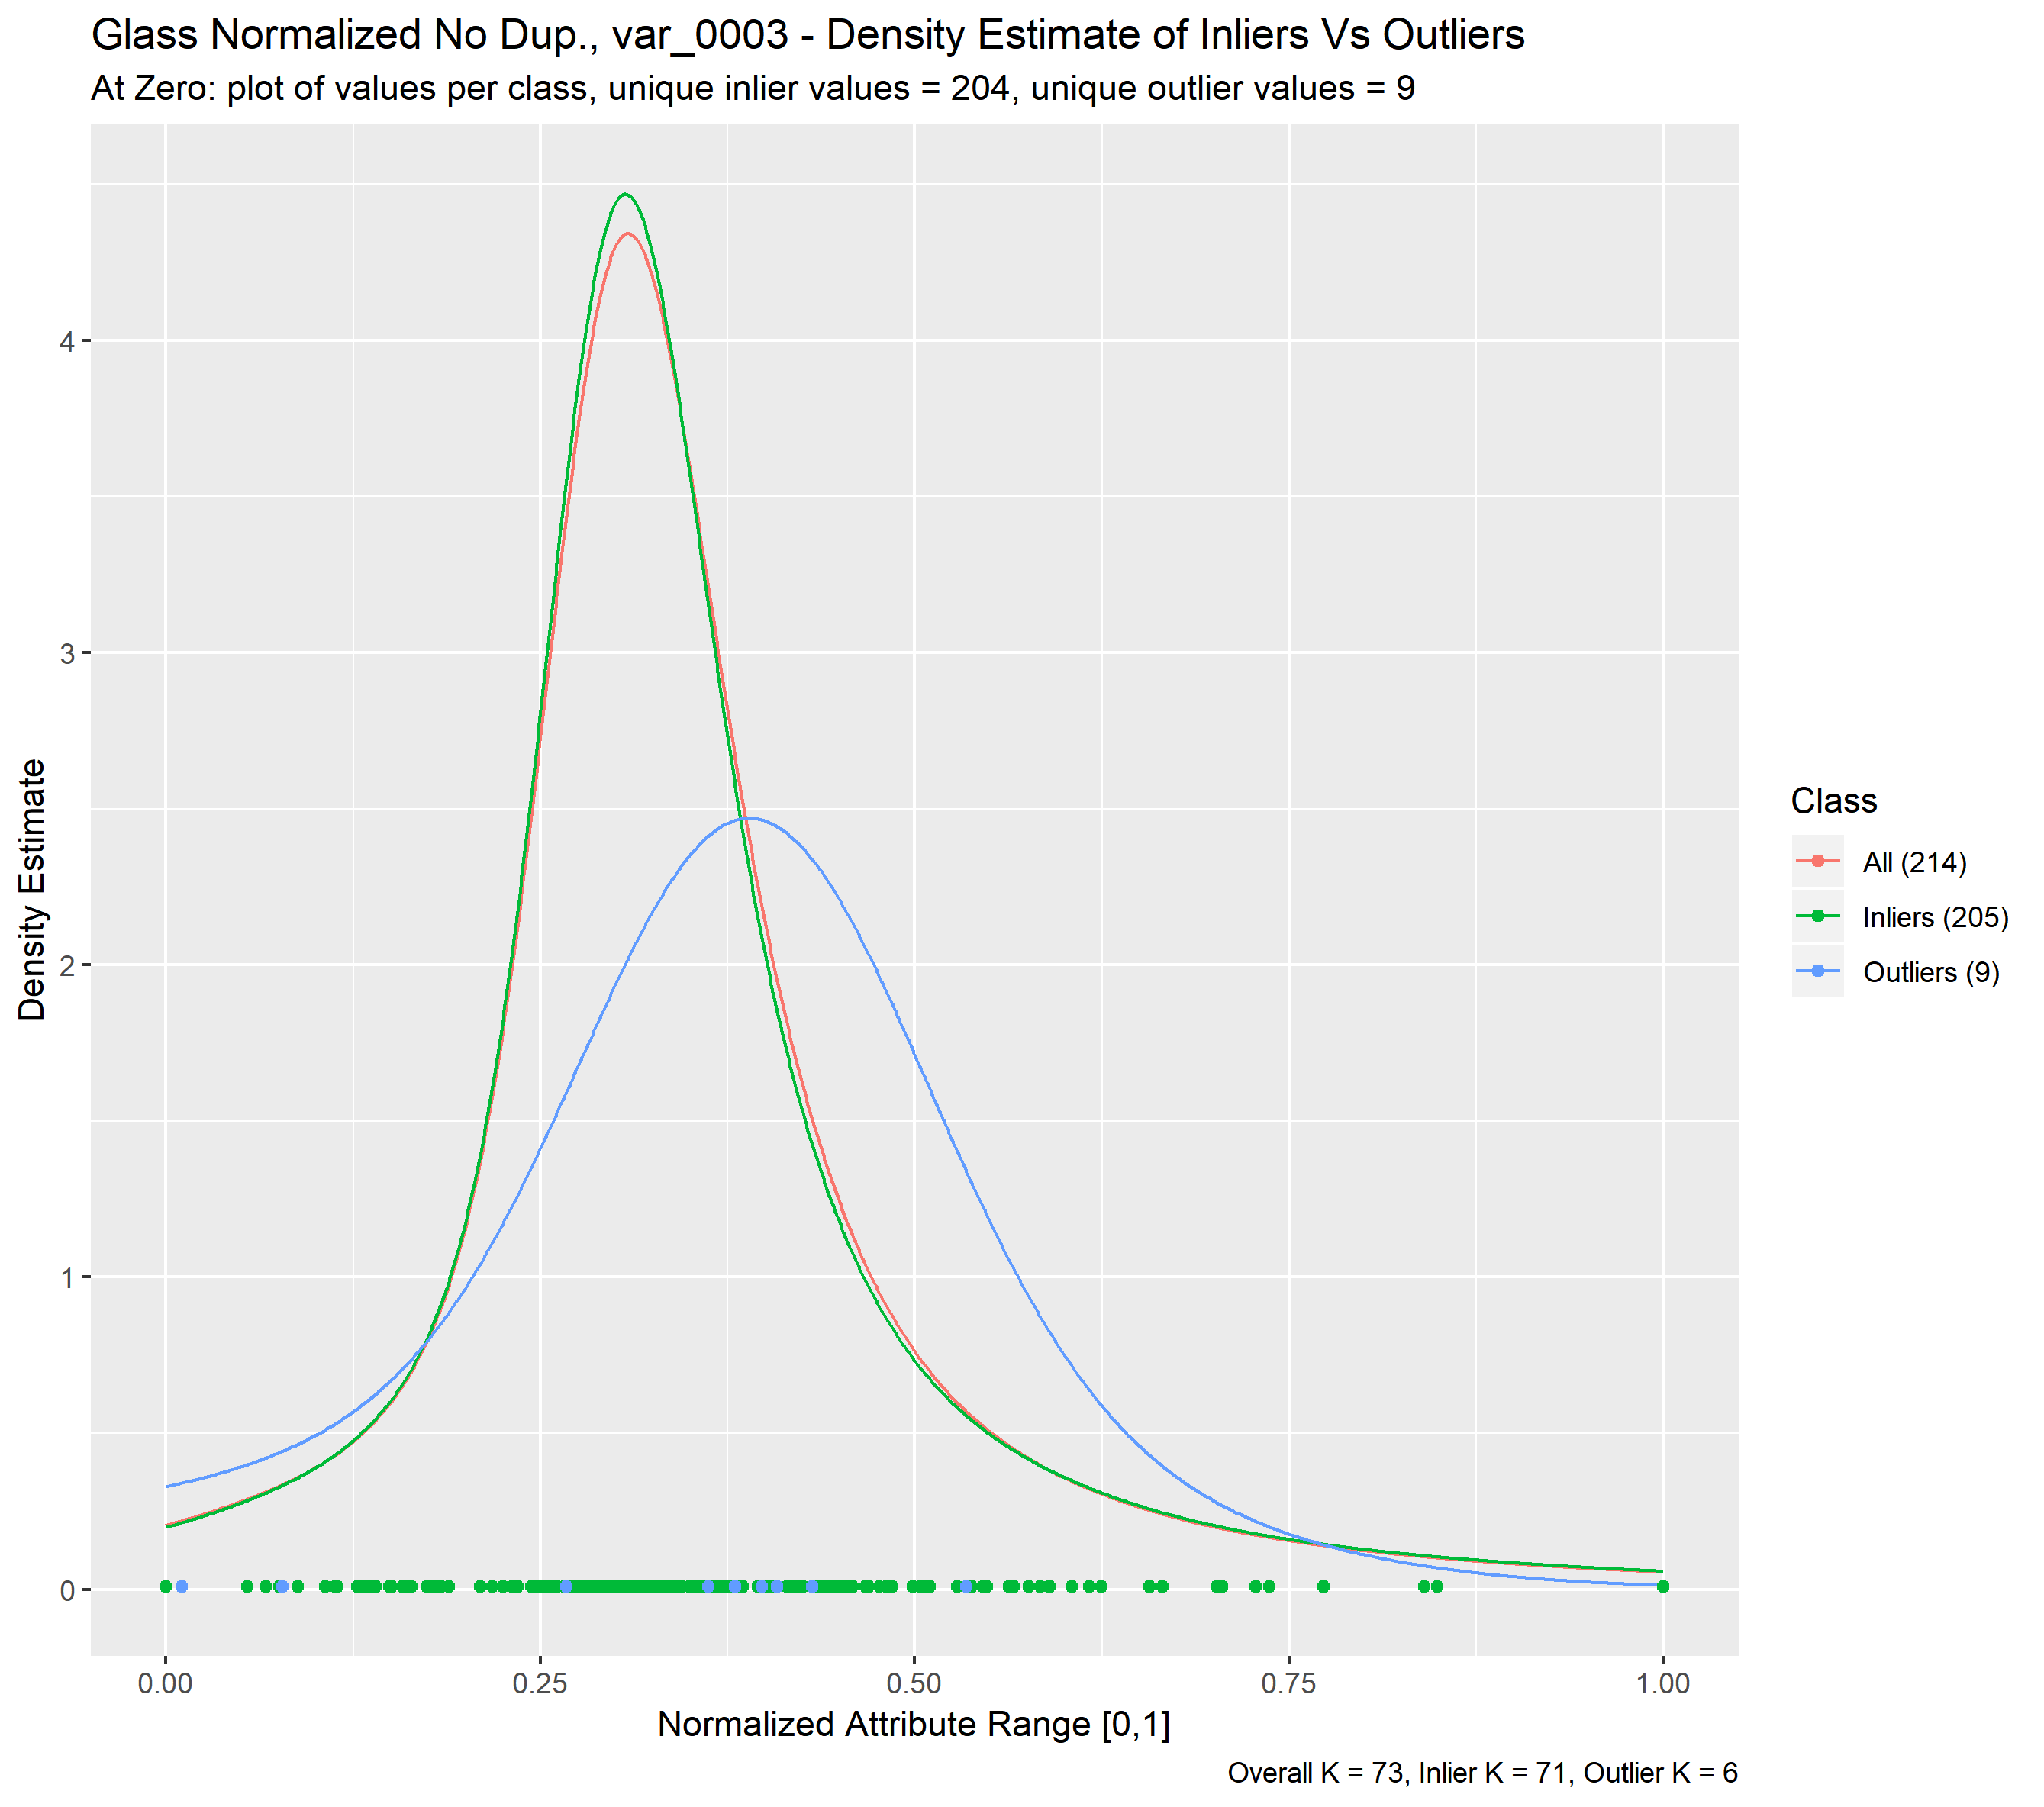 Glass Normalized No Dup., var_0003 - Density Estimate of Inliers Vs Outliers
At Zero: plot of values per class, unique inlier values = 204, unique outlier values = 9
Density Estimate
4
3
2
1
0
0.00
0.25
0.50
0.75
1.00
Normalized Attribute Range [0,1]
Class
All (214)
Inliers (205)
Outliers (9)
Overall K = 73, Inlier K = 71, Outlier K = 6